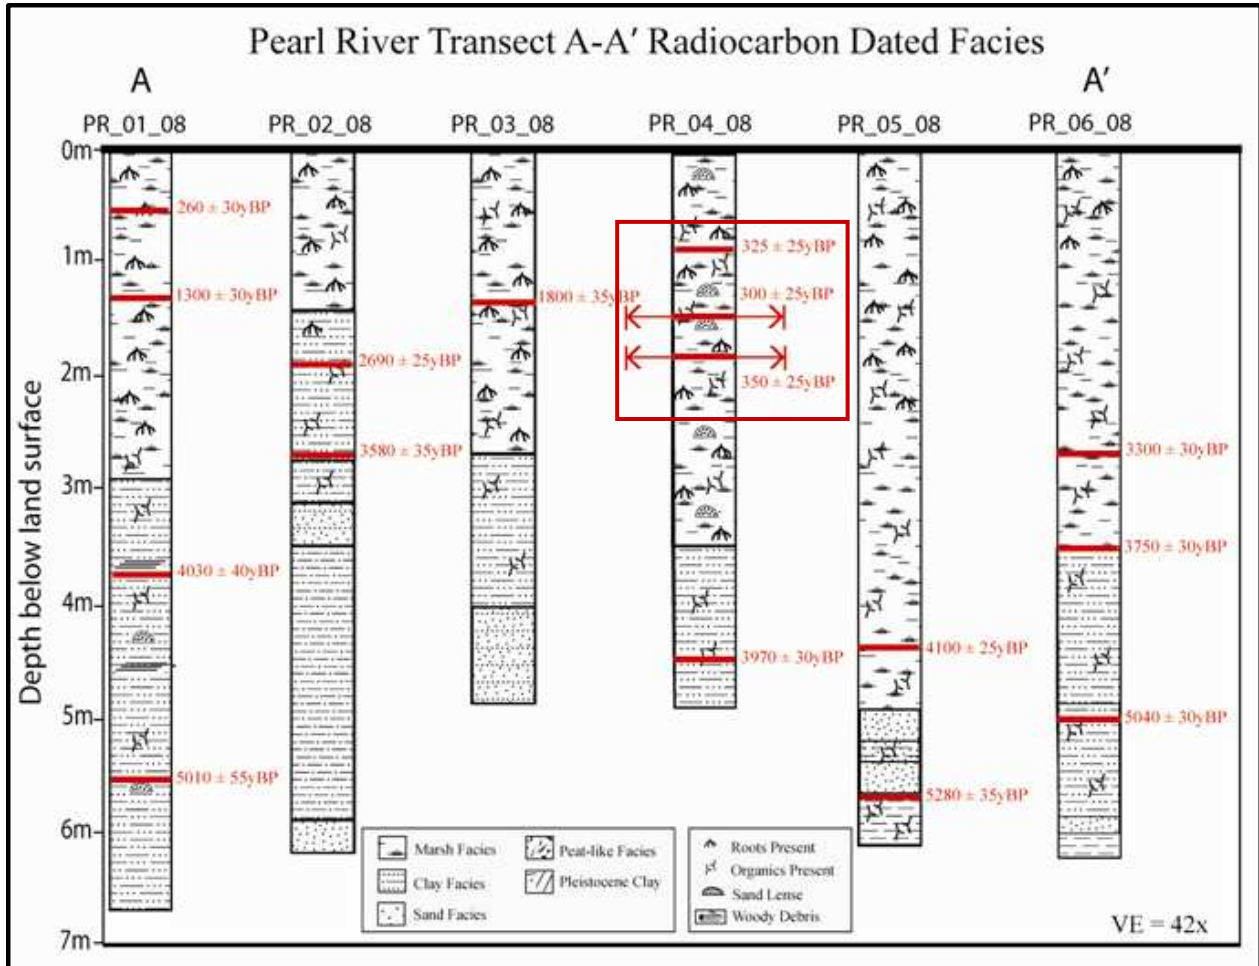 Pearl River Transect A-A′ Radiocarbon Dated Facies
A A′
PR_01_08 PR_02_08 PR_03_08 PR_04_08 PR_05_08 PR_06_08
Depth below land surface
0m
1m
2m
3m
4m
5m
6m
7m
260 ± 30yBP
1300 ± 30yBP
4030 ± 40yBP
5010 ± 55yBP
2690 ± 25yBP
3580 ± 35yBP
1800 ± 35yBP
325 ± 25yBP
300 ± 25yBP
350 ± 25yBP
3970 ± 30yBP
4100 ± 25yBP
5280 ± 35yBP
3300 ± 30yBP
3750 ± 30yBP
5040 ± 30yBP
Marsh Facies
Clay Facies
Sand Facies
Peat-like Facies
Pleistocene Clay
Roots Present
Organics Present
Sand Lense
Woody Debris
VE = 42x